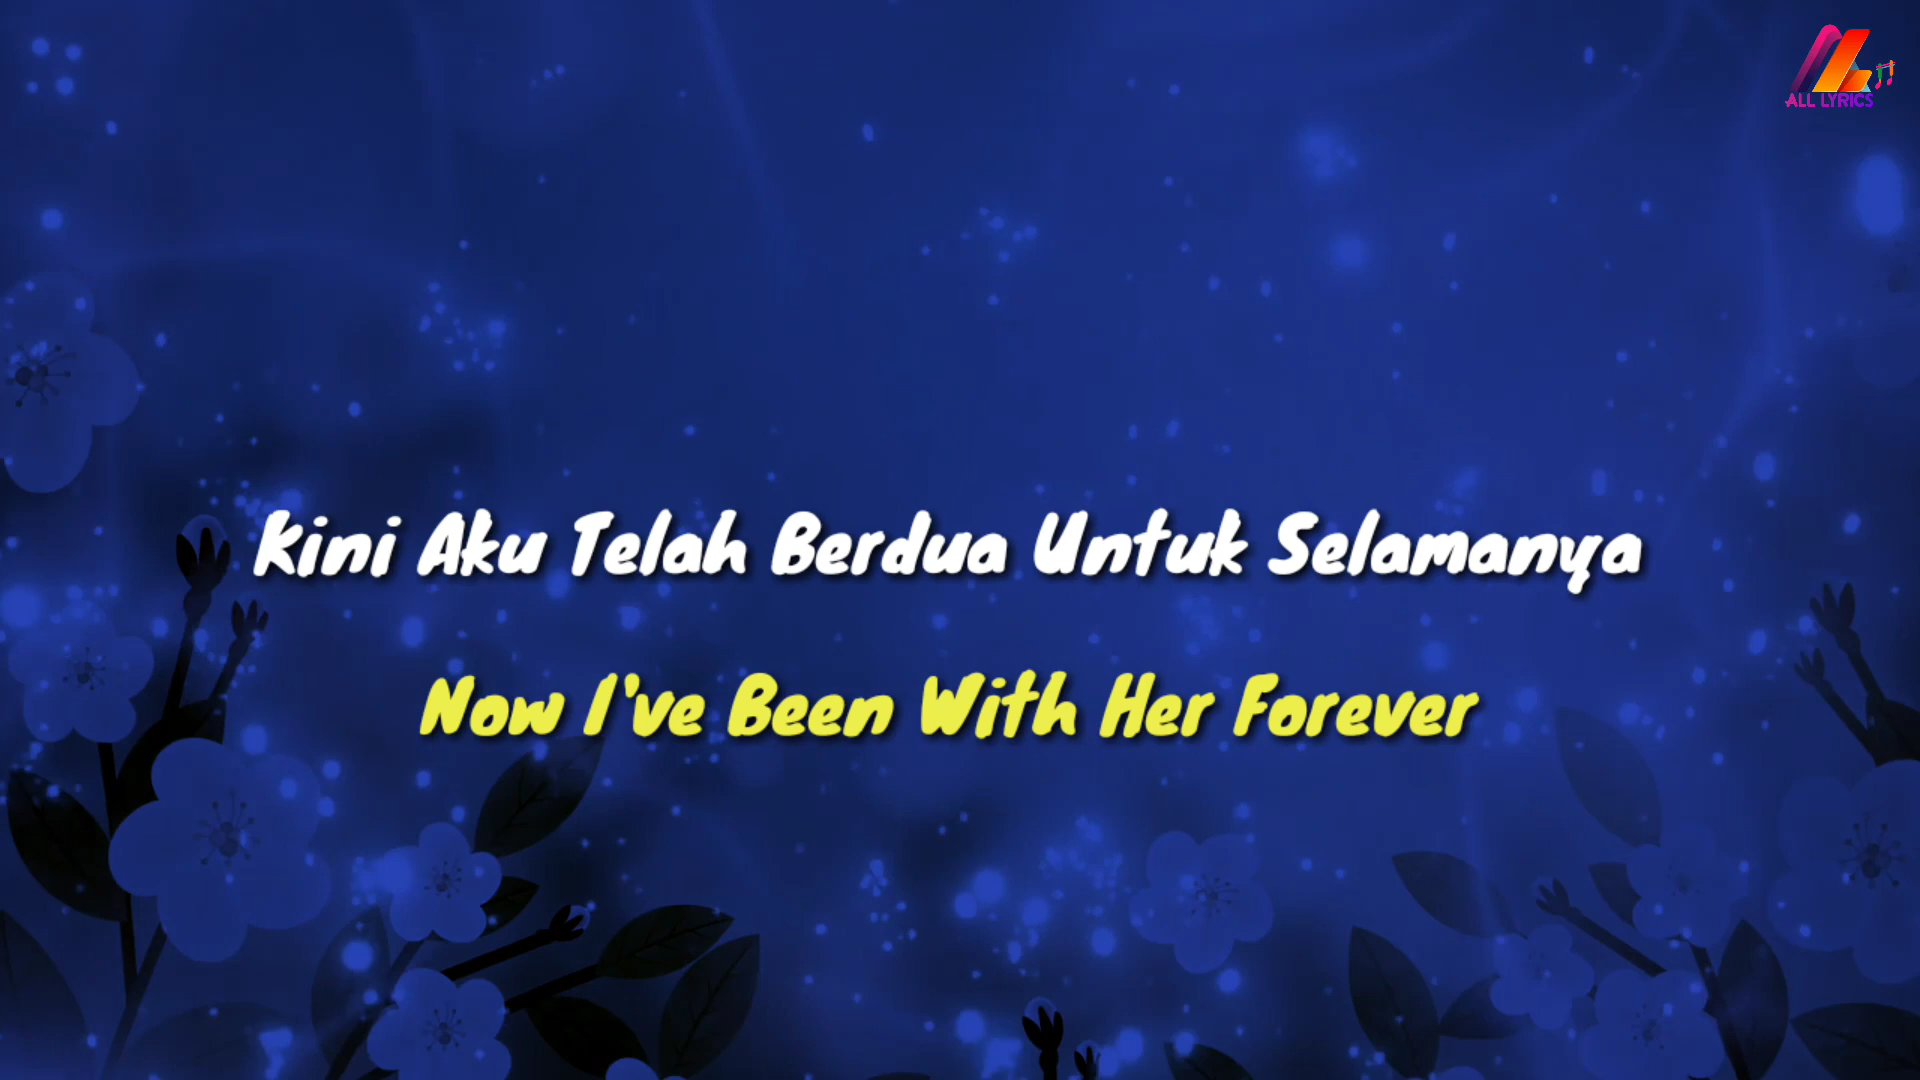 ALL LYRICS
Kini Aku Telah Berdua Untuk Selamanya
Now I've Been With Her Forever